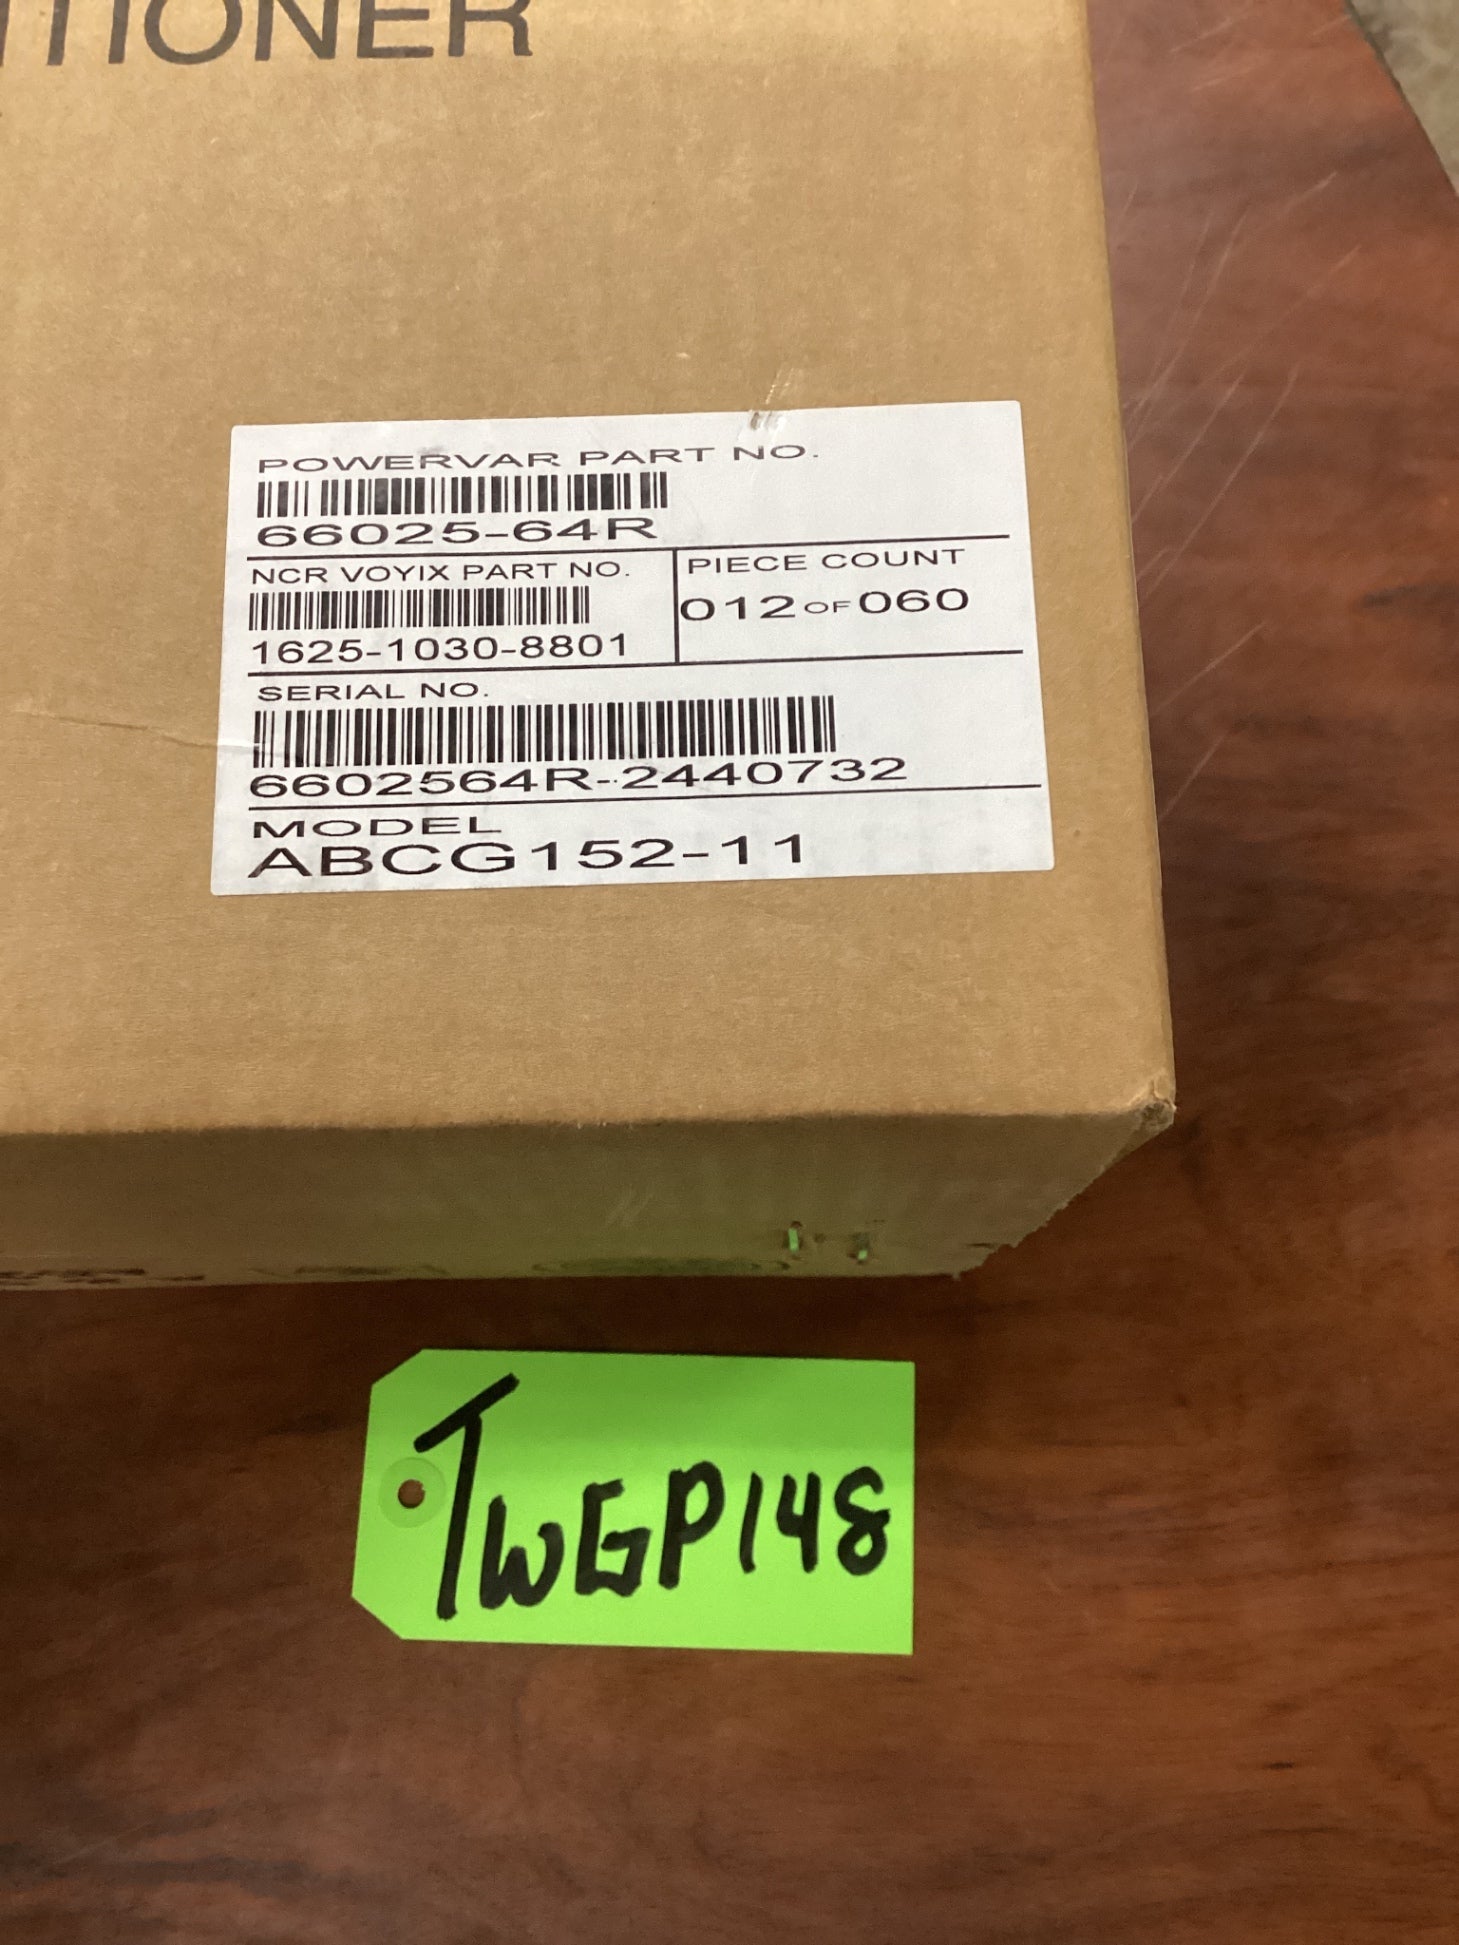 TIONER
POWERVAR PART NO.
66025-64R
NCR VOYIX PART NO.
1625-1030-8801
PIECE COUNT
012 OF 060
SERIAL NO.
6602564R-2440732
MODEL
ABCG152-11
TWGP148